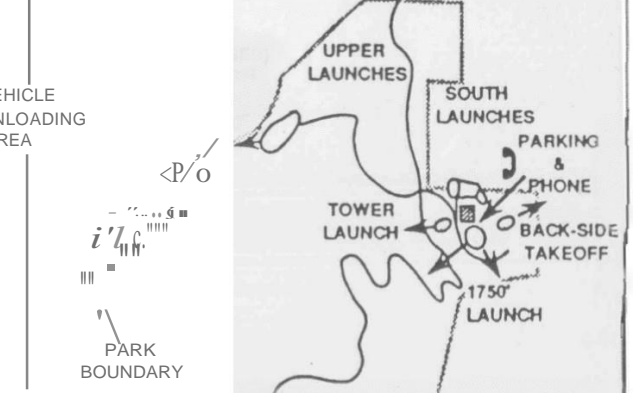 UPPER
LAUNCHES
SOUTH
LAUNCHES
PARKING
&
PHONE
TOWER
LAUNCH
BACK-SIDE
TAKEOFF
1750'
LAUNCH
EHICLE
NLOADING
REA
PARK
BOUNDARY